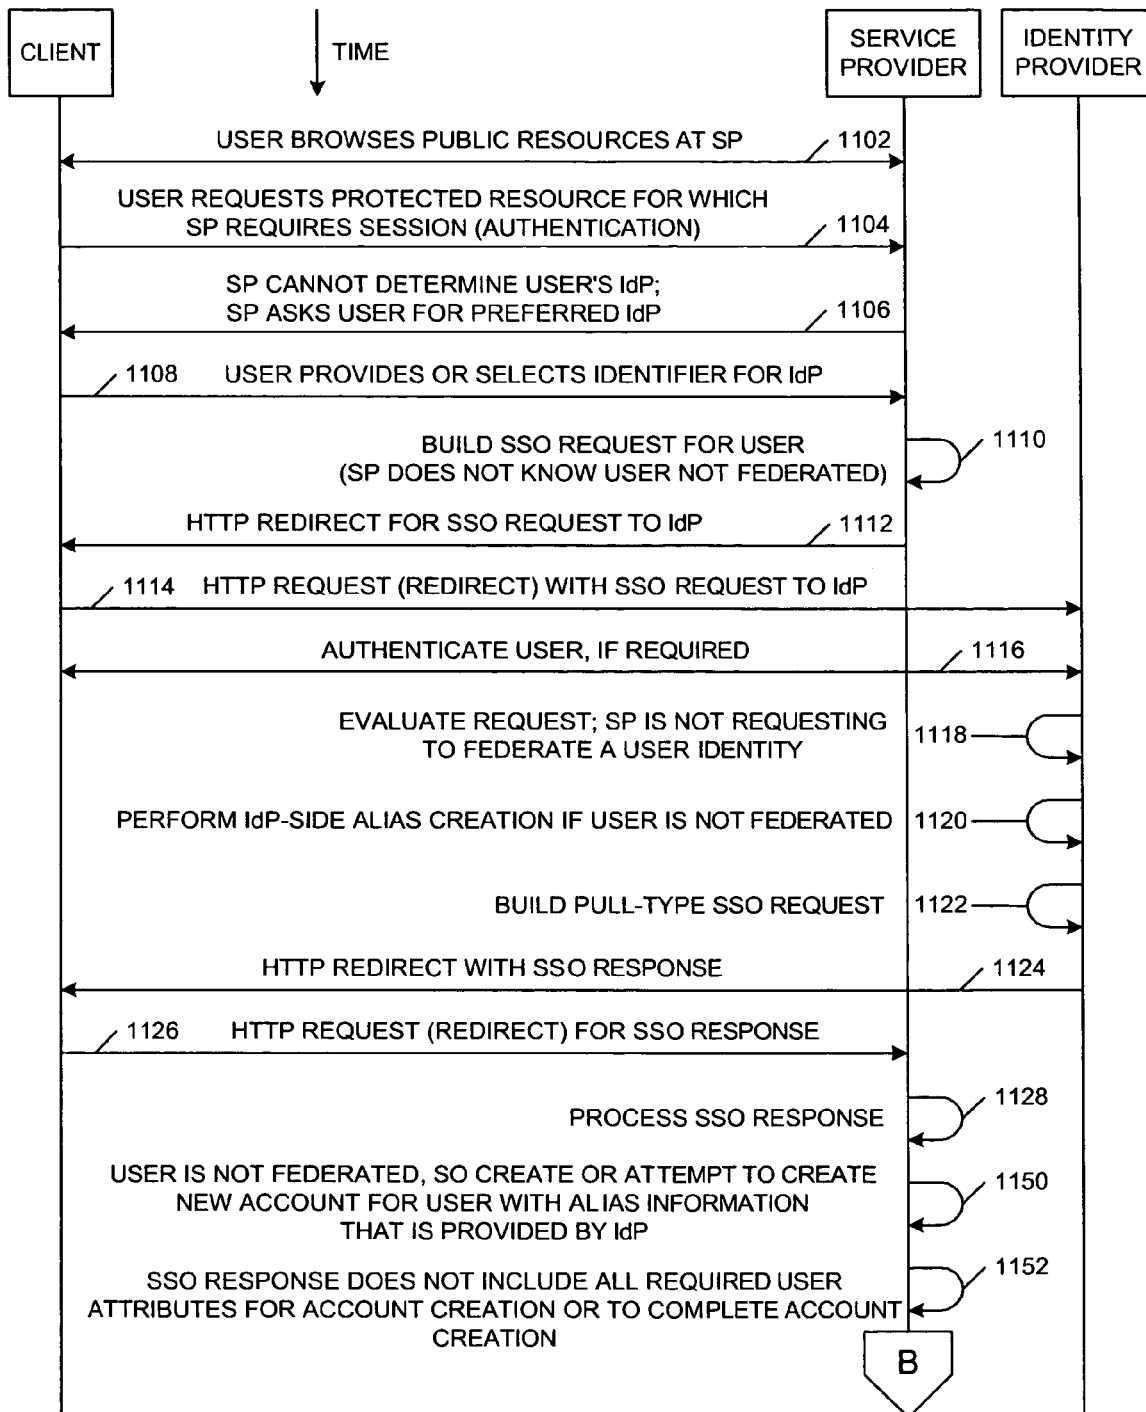 CLIENT
TIME
SERVICE
PROVIDER
IDENTITY
PROVIDER
USER BROWSES PUBLIC RESOURCES AT SP
1102
USER REQUESTS PROTECTED RESOURCE FOR WHICH
SP REQUIRES SESSION (AUTHENTICATION)
1104
SP CANNOT DETERMINE USER'S IdP;
SP ASKS USER FOR PREFERRED IdP
1106
1108
USER PROVIDES OR SELECTS IDENTIFIER FOR IdP
BUILD SSO REQUEST FOR USER
(SP DOES NOT KNOW USER NOT FEDERATED)
1110
HTTP REDIRECT FOR SSO REQUEST TO IdP
1112
1114
HTTP REQUEST (REDIRECT) WITH SSO REQUEST TO IdP
AUTHENTICATE USER, IF REQUIRED
1116
EVALUATE REQUEST; SP IS NOT REQUESTING
TO FEDERATE A USER IDENTITY
1118
PERFORM IdP-SIDE ALIAS CREATION IF USER IS NOT FEDERATED
1120
BUILD PULL-TYPE SSO REQUEST
1122
HTTP REDIRECT WITH SSO RESPONSE
1124
1126
HTTP REQUEST (REDIRECT) FOR SSO RESPONSE
PROCESS SSO RESPONSE
1128
USER IS NOT FEDERATED, SO CREATE OR ATTEMPT TO CREATE
NEW ACCOUNT FOR USER WITH ALIAS INFORMATION
THAT IS PROVIDED BY IdP
1150
SSO RESPONSE DOES NOT INCLUDE ALL REQUIRED USER
ATTRIBUTES FOR ACCOUNT CREATION OR TO COMPLETE ACCOUNT
CREATION
1152
B